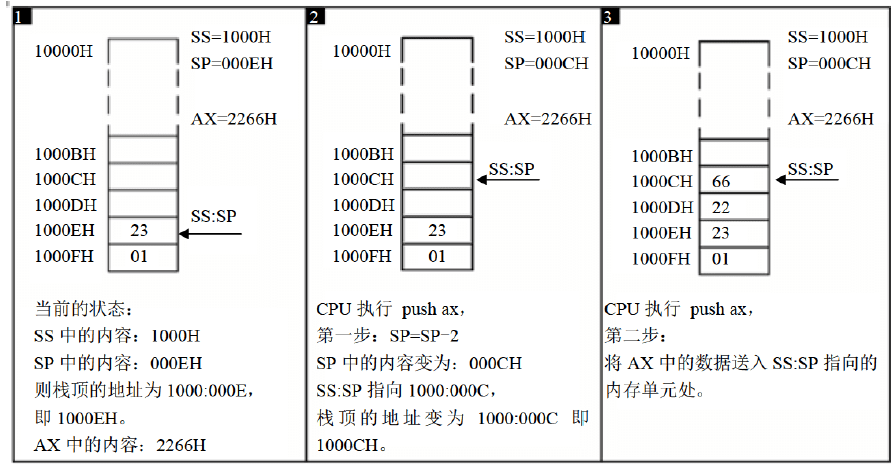 1
SS=1000H
10000H
SP=000EH
AX=2266H
1000BH
1000CH
1000DH
SS:SP
1000EH 23
1000FH 01
当前的状态：
SS 中的内容：1000H
SP 中的内容：000EH
则栈顶的地址为 1000:000E，
即 1000EH。
AX 中的内容：2266H
2
SS=1000H
10000H
SP=000CH
AX=2266H
1000BH
SS:SP
1000CH
1000DH
1000EH 23
1000FH 01
CPU 执行 push ax，
第一步：SP=SP-2
SP 中的内容变为：000CH
SS:SP 指向 1000:000C，
栈顶的地址变为 1000:000C 即
1000CH。
3
SS=1000H
10000H
SP=000CH
AX=2266H
1000BH
SS:SP
1000CH 66
1000DH 22
1000EH 23
1000FH 01
CPU 执行 push ax，
第二步：
将 AX 中的数据送入 SS:SP 指向的
内存单元处。